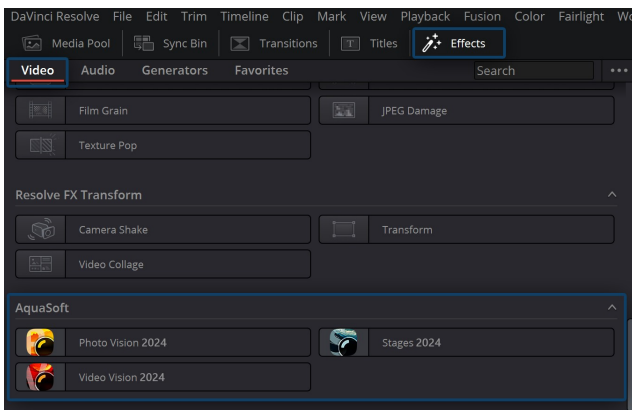 DaVinci Resolve File Edit Trim Timeline Clip Mark View Playback Fusion Color Fairlight
Media Pool Sync Bin Transitions Titles Effects
Video Audio Generators Favorites Search
Film Grain JPEG Damage
Texture Pop
Resolve FX Transform
Camera Shake Transform
Video Collage
AquaSoft
Photo Vision 2024 Stages 2024
Video Vision 2024